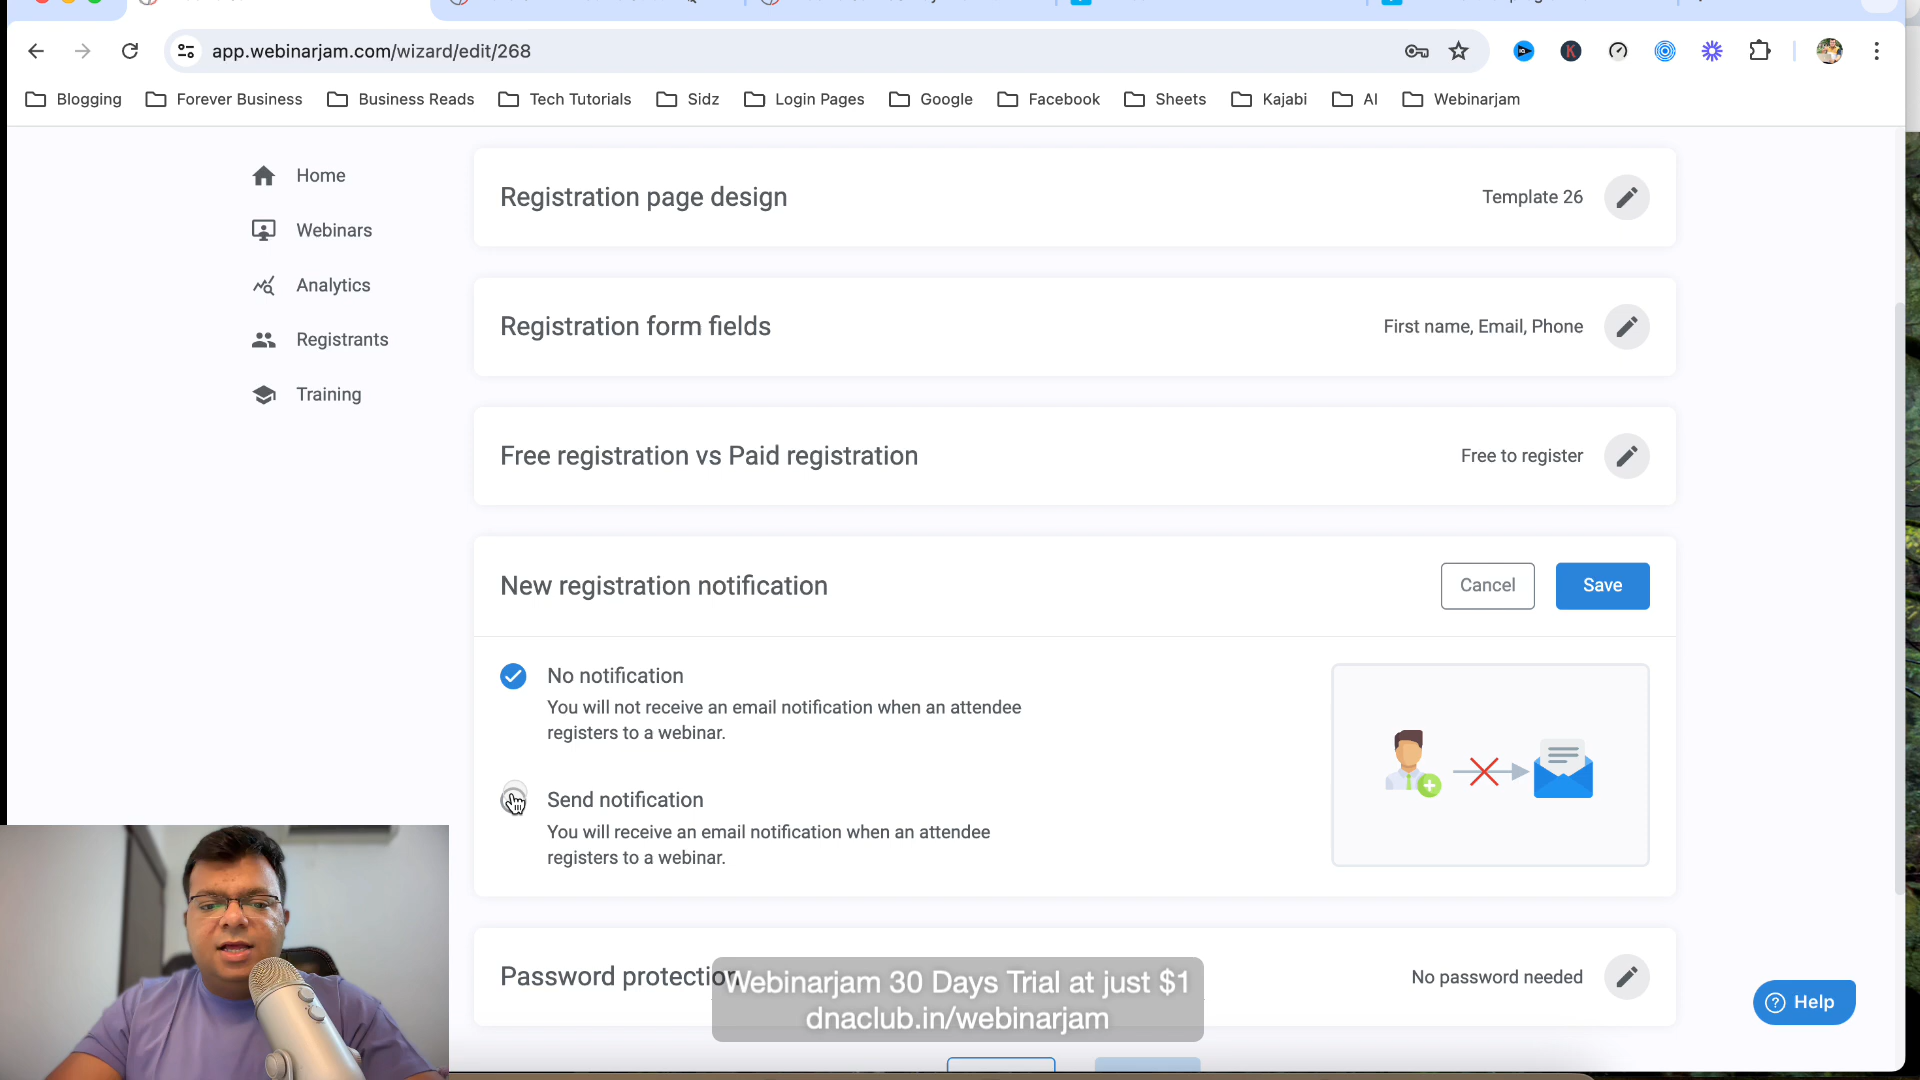 app.webinarjam.com/wizard/edit/268
Blogging
Forever Business
Business Reads
Tech Tutorials
Sidz
Login Pages
Google
Facebook
Sheets
Kajabi
AI
Webinarjam
Home
Webinars
Analytics
Registrants
Training
Registration page design
Template 26
Registration form fields
First name, Email, Phone
Free registration vs Paid registration
Free to register
New registration notification
Cancel
Save
No notification
You will not receive an email notification when an attendee
registers to a webinar.
Send notification
You will receive an email notification when an attendee
registers to a webinar.
Password protection
No password needed
Webinarjam 30 Days Trial at just $1
dnaclub.in/webinarjam
Help